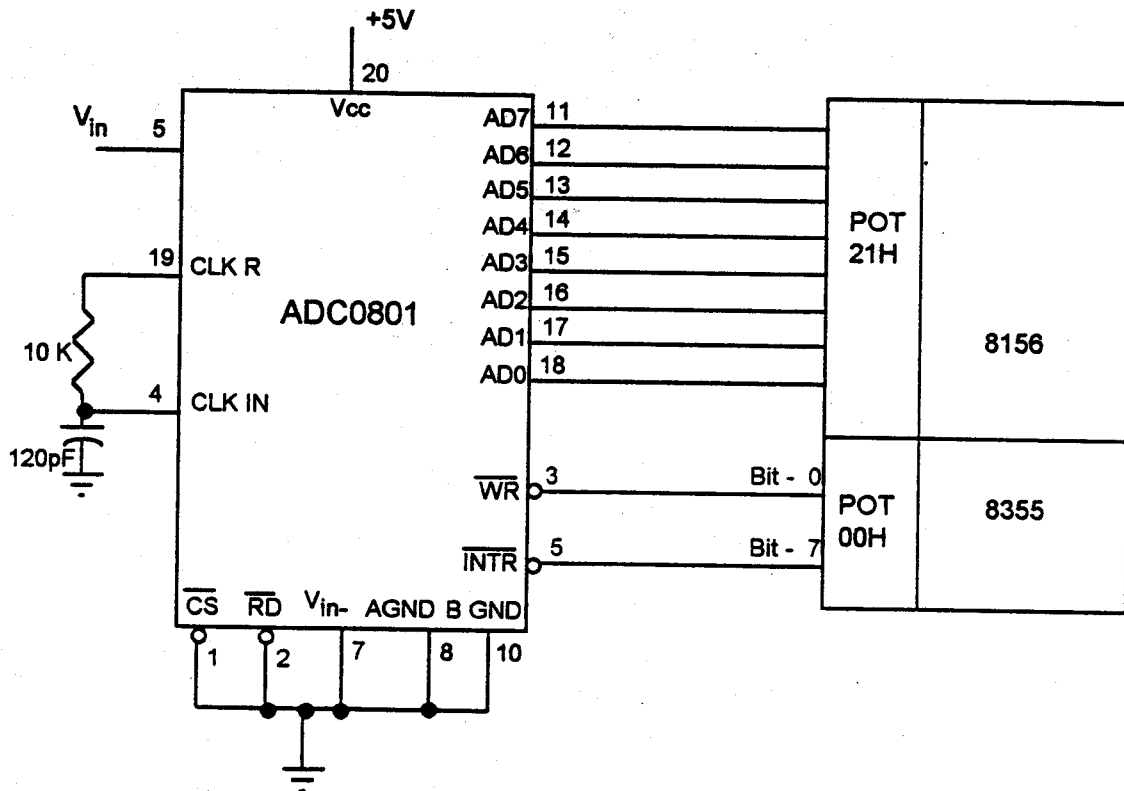 +5V
20
Vcc
Vin
5
AD7
11
AD6
12
AD5
13
AD4
14
AD3
15
AD2
16
AD1
17
AD0
18
POT
21H
8156
19
CLK R
ADC0801
10 K
4
CLK IN
120pF
WR
3
Bit - 0
POT
00H
8355
INTR
5
Bit - 7
CS
RD
Vin-
AGND
B GND
1
2
7
8
10